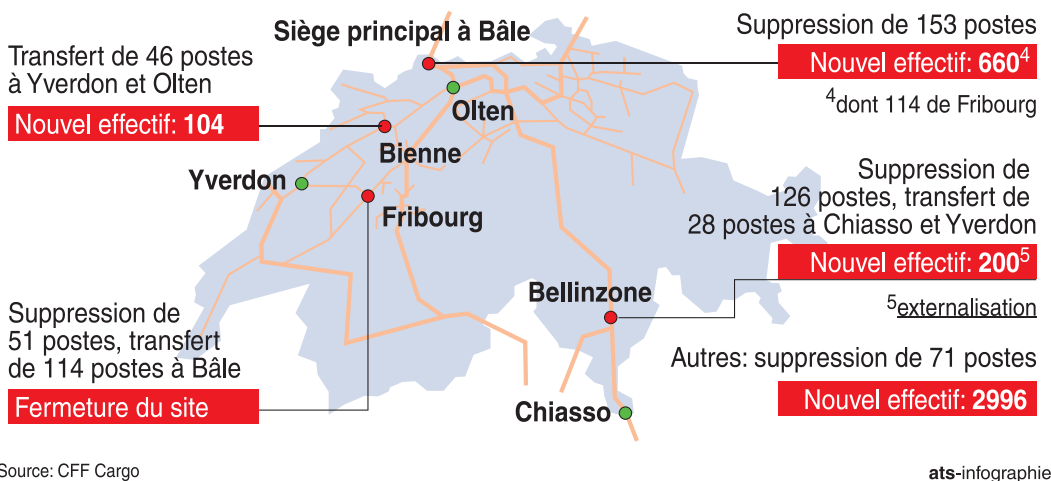 Siège principal à Bâle
Transfert de 46 postes
à Yverdon et Olten
Nouvel effectif: 104
Suppression de 153 postes
Nouvel effectif: 660⁴
⁴dont 114 de Fribourg
Olten
Bienne
Yverdon
Fribourg
Suppression de
126 postes, transfert de
28 postes à Chiasso et Yverdon
Nouvel effectif: 200⁵
⁵externalisation
Bellinzone
Suppression de
51 postes, transfert
de 114 postes à Bâle
Fermeture du site
Autres: suppression de 71 postes
Nouvel effectif: 2996
Chiasso
Source: CFF Cargo
ats-infographie